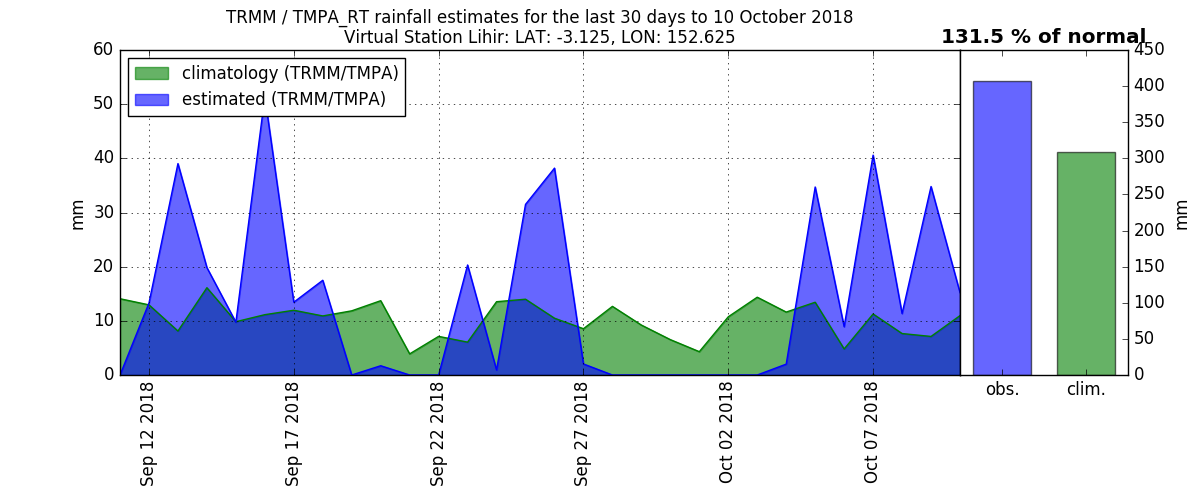 TRMM / TMPA_RT rainfall estimates for the last 30 days to 10 October 2018
Virtual Station Lihir: LAT: -3.125, LON: 152.625
131.5 % of normal
climatology (TRMM/TMPA)
estimated (TRMM/TMPA)
60
50
40
30
20
10
0
mm
Sep 12 2018
Sep 17 2018
Sep 22 2018
Sep 27 2018
Oct 02 2018
Oct 07 2018
obs.
clim.
450
400
350
300
250
200
150
100
50
0
mm